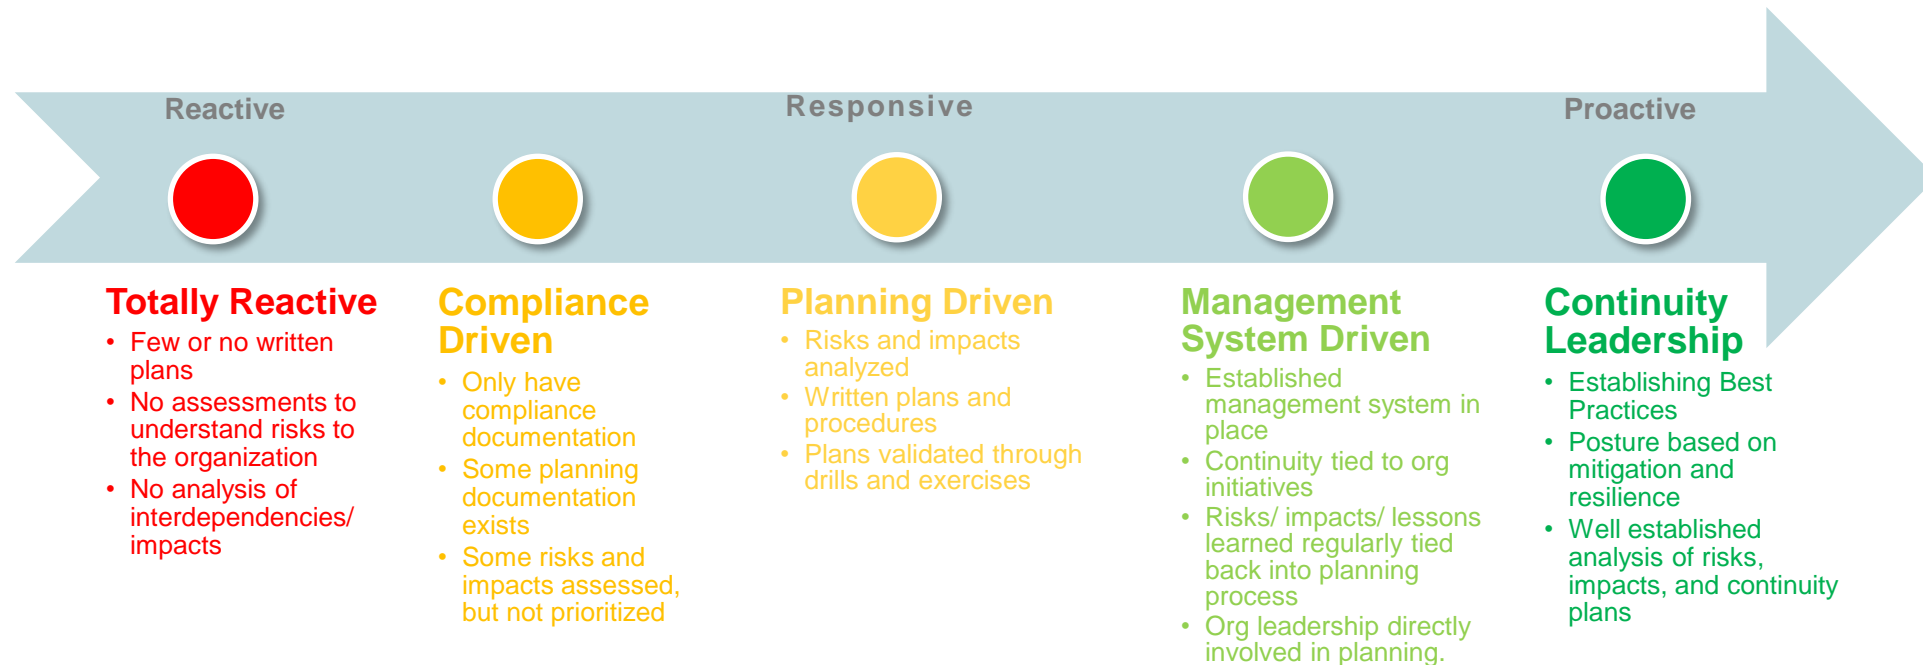 Reactive
Responsive
Proactive
Totally Reactive
• Few or no written
plans
• No assessments to
understand risks to
the organization
• No analysis of
interdependencies/
impacts
Compliance
Driven
• Only have
compliance
documentation
• Some planning
documentation
exists
• Some risks and
impacts assessed,
but not prioritized
Planning Driven
• Risks and impacts
analyzed
• Written plans and
procedures
• Plans validated through
drills and exercises
Management
System Driven
• Established
management system in
place
• Continuity tied to org
initiatives
• Risks/ impacts/ lessons
learned regularly tied
back into planning
process
• Org leadership directly
involved in planning.
Continuity
Leadership
• Establishing Best
Practices
• Posture based on
mitigation and
resilience
• Well established
analysis of risks,
impacts, and continuity
plans